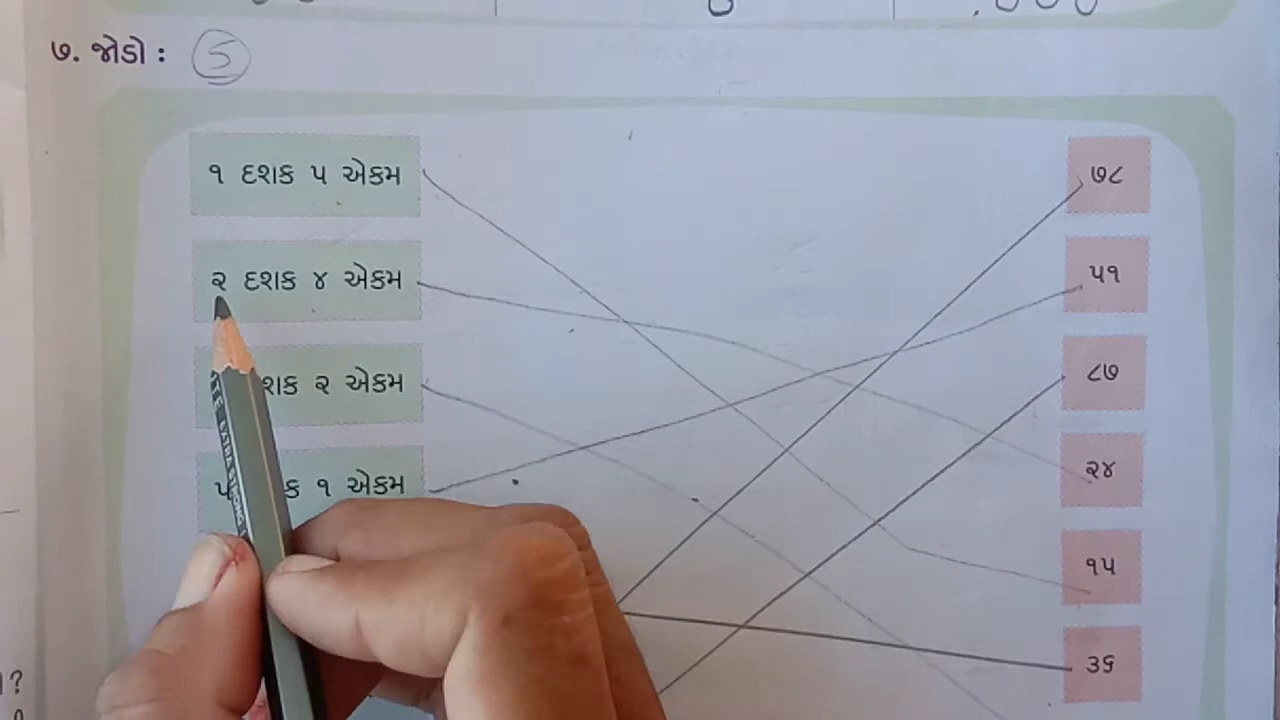 ૭. જોડો : 5
૧ દશક ૫ એકમ
૨ દશક ૪ એકમ
શક ૨ એકમ
૫ ક ૧ એકમ
૭૮
૫૧
૮૭
૨૪
૧૫
૩૬